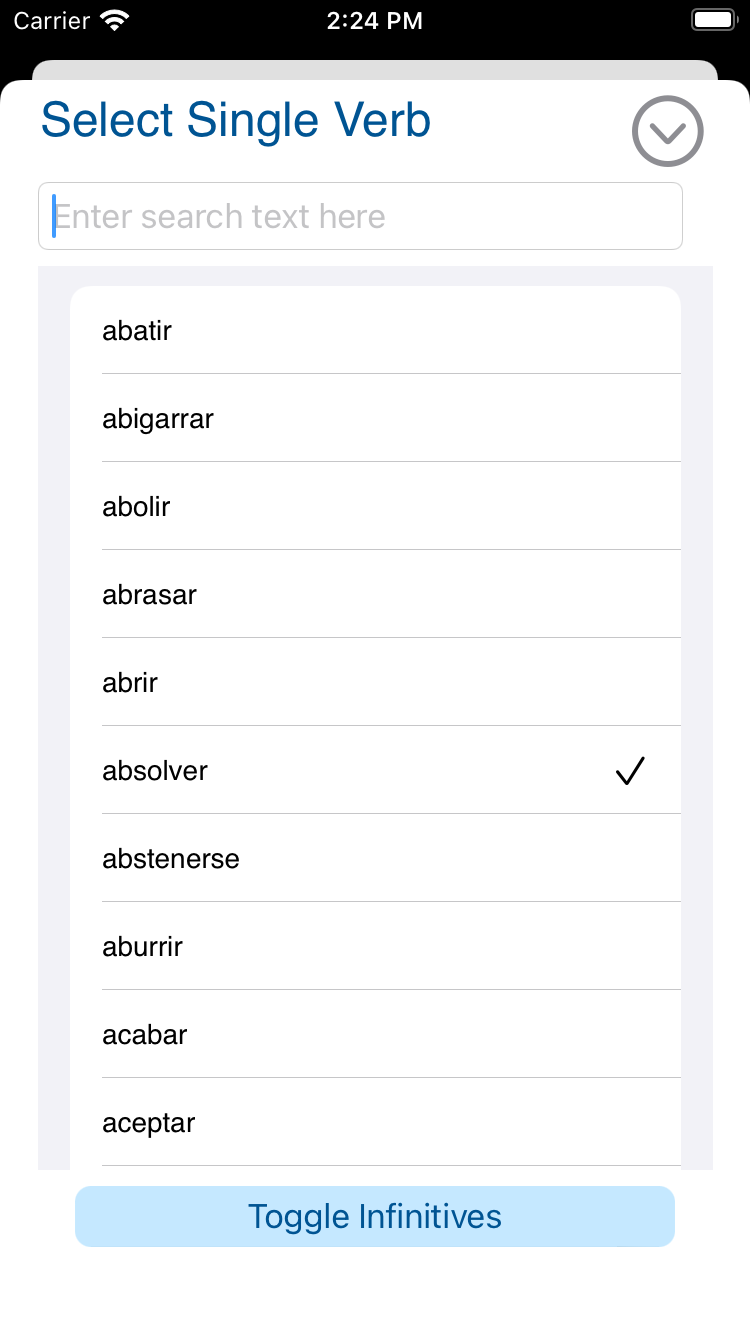 Carrier 2:24 PM
Select Single Verb
Enter search text here
abatir
abigarrar
abolir
abrasar
abrir
absolver
abstenerse
aburrir
acabar
aceptar
Toggle Infinitives